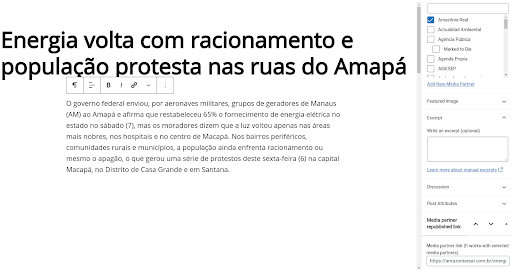 Energia volta com racionamento e
população protesta nas ruas do Amapá
B I
O governo federal enviou, por aeronaves militares, grupos de geradores de Manaus
(AM) ao Amapá e afirma que restabeleceu 65% o fornecimento de energia elétrica no
estado no sábado (7), mas os moradores dizem que a luz voltou apenas nas áreas
mais nobres, nos hospitais e no centro de Macapá. Nos bairros periféricos,
comunidades rurais e municípios, a população ainda enfrenta racionamento ou
mesmo o apagão, o que gerou uma série de protestos deste sexta-feira (6) na capital
Macapá, no Distrito de Casa Grande e em Santana.
Amazônia Real
Actualidad Ambiental
Agência Pública
Marked to Die
Agenda Propia
AIDESEP
Add New Media Partner
Featured image
Excerpt
Write an excerpt (optional)
Learn more about manual excerpts
Discussion
Post Attributes
Media partner
republished link
Media partner link (it works with selected
media partners)
https://amazoniareal.com.br/energi